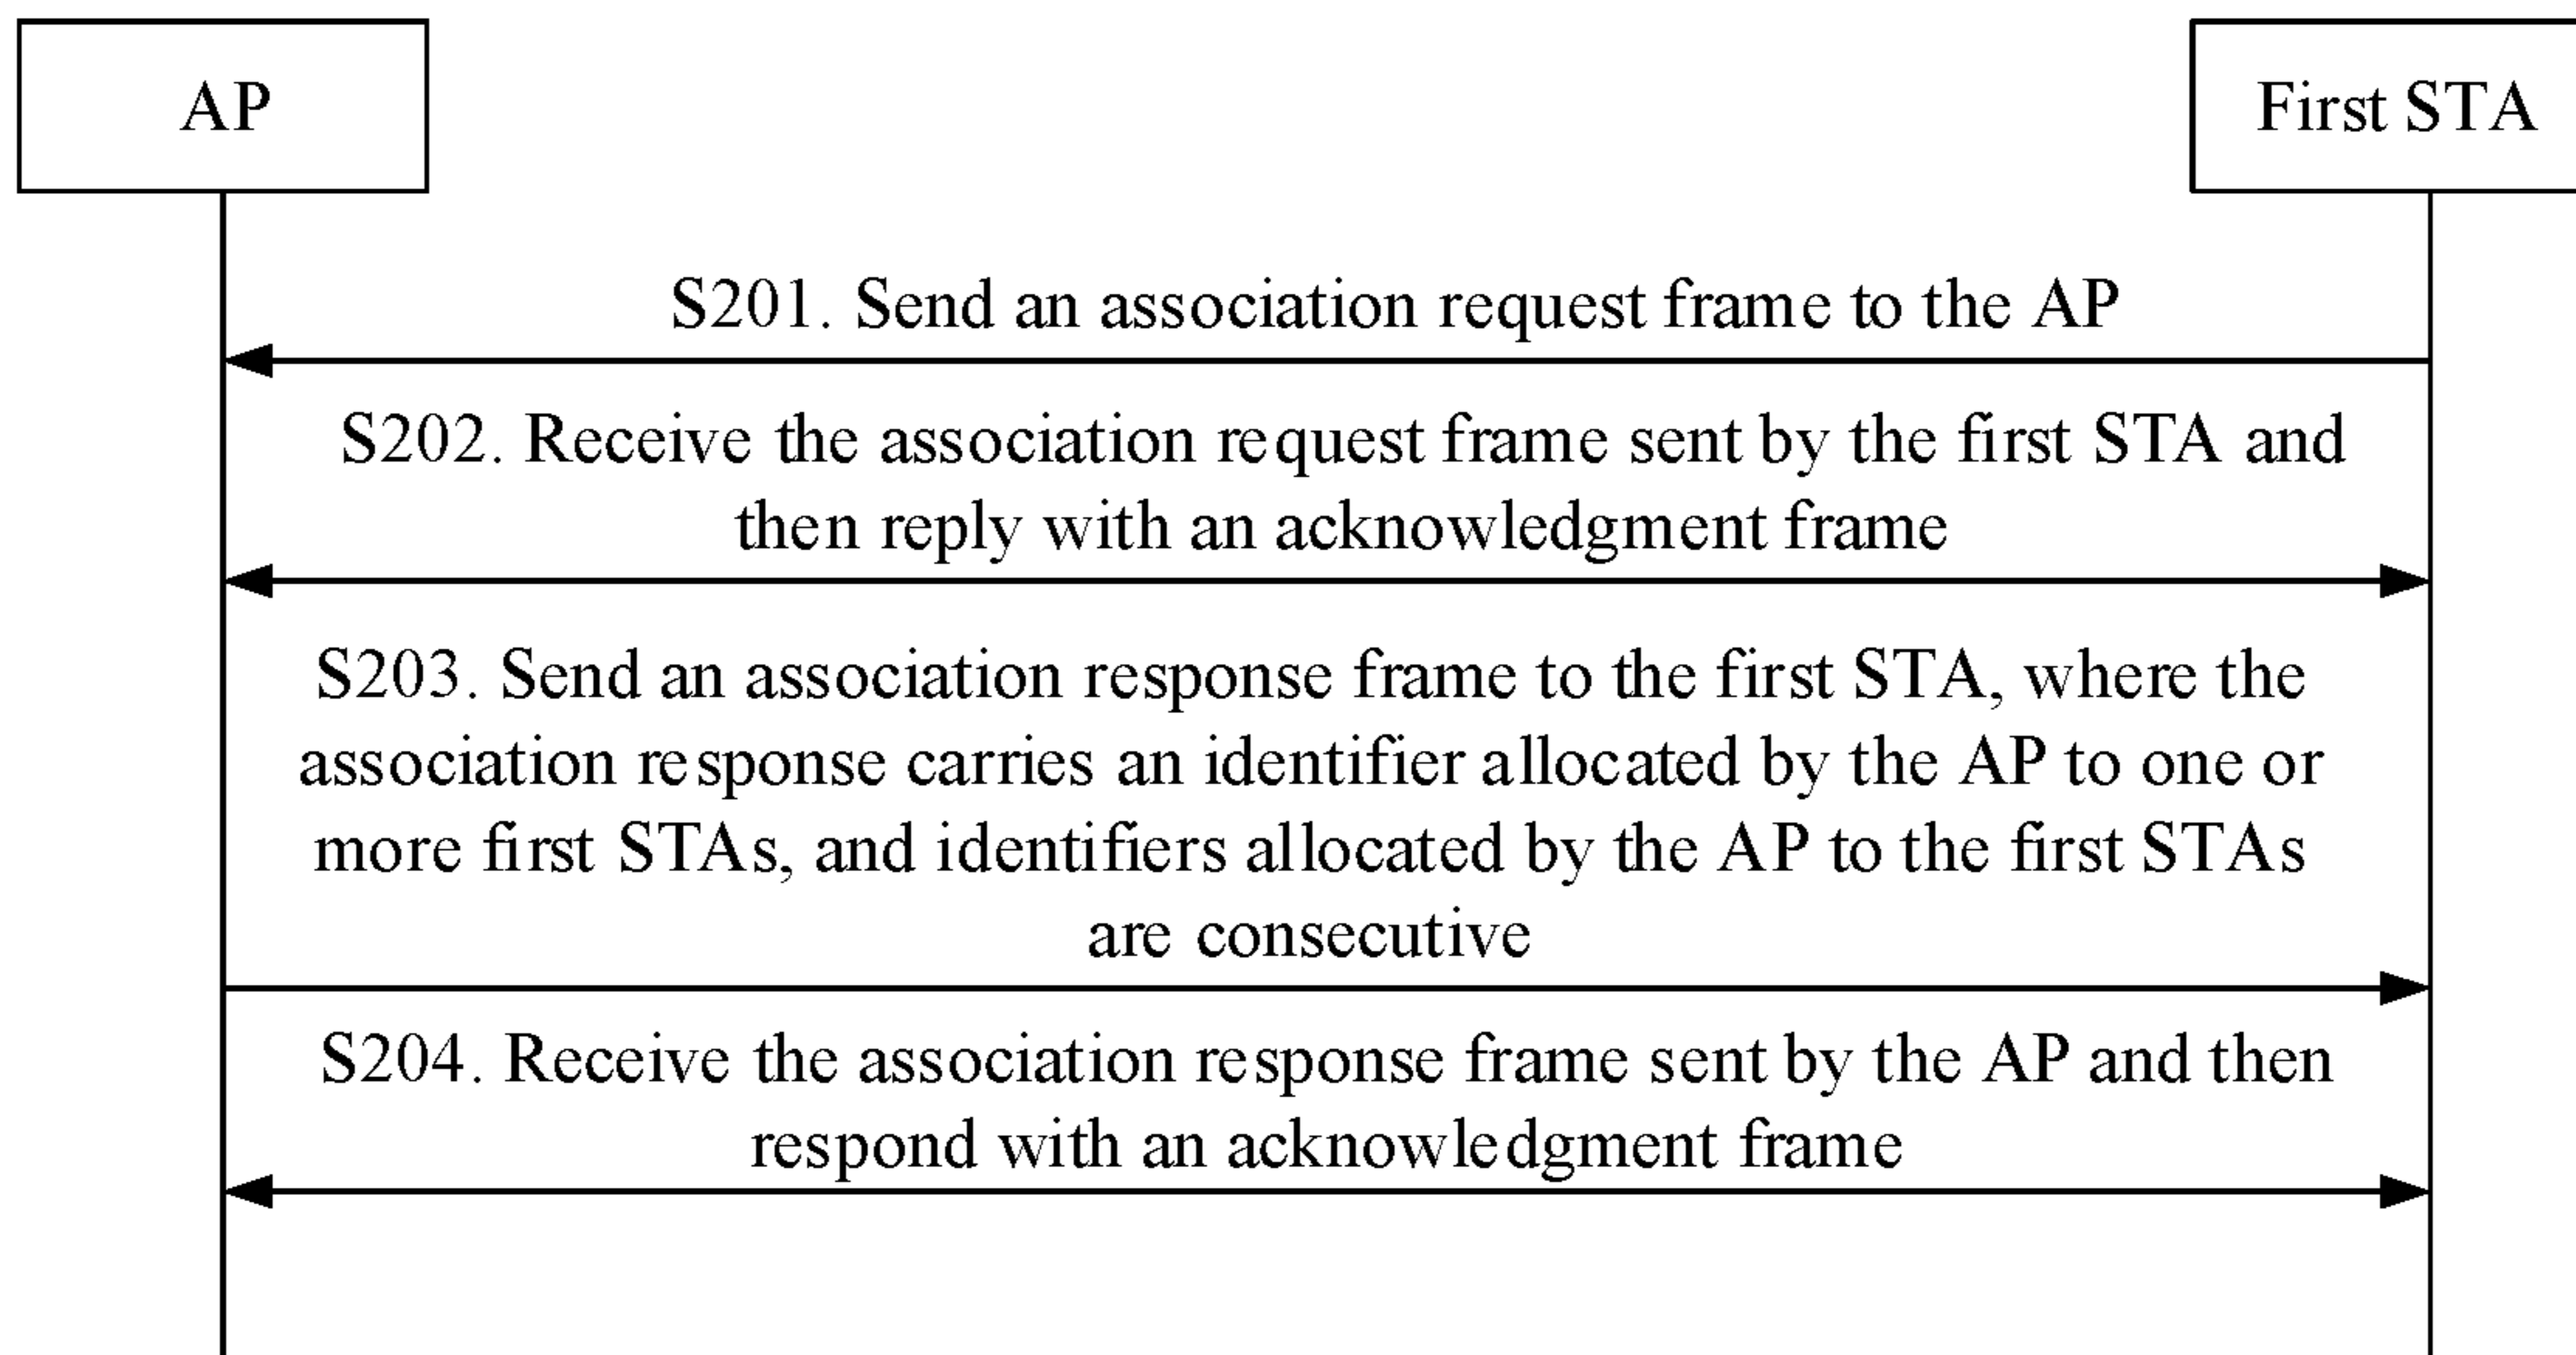 AP
First STA
S201. Send an association request frame to the AP
S202. Receive the association request frame sent by the first STA and
then reply with an acknowledgment frame
S203. Send an association response frame to the first STA, where the
association response carries an identifier allocated by the AP to one or
more first STAs, and identifiers allocated by the AP to the first STAs
are consecutive
S204. Receive the association response frame sent by the AP and then
respond with an acknowledgment frame